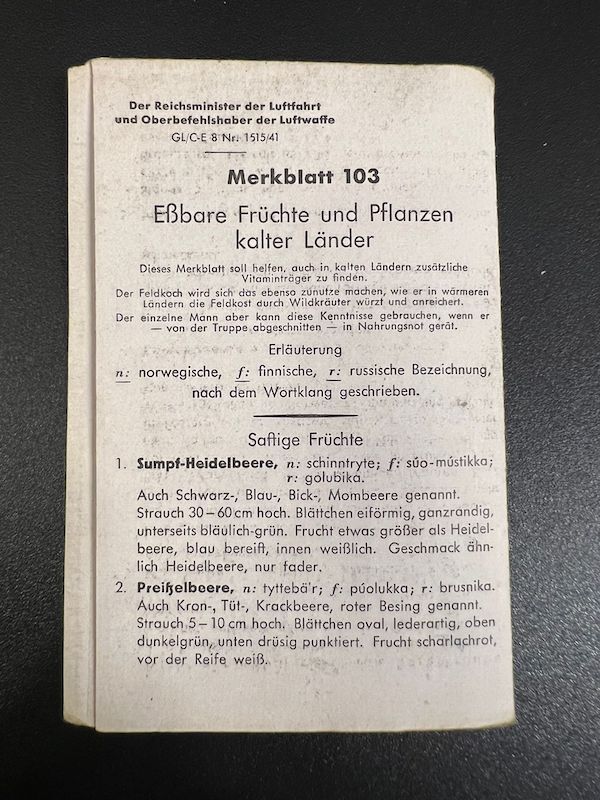 Der Reichsminister der Luftfahrt
und Oberbefehlshaber der Luftwaffe
GL/C-E 8 Nr. 1515/41
Merkblatt 103
Eßbare Früchte und Pflanzen
kalter Länder
Dieses Merkblatt soll helfen, auch in kalten Ländern zusätzliche
Vitaminträger zu finden.
Der Feldkoch wird sich das ebenso zunutze machen, wie er in wärmeren
Ländern die Feldkost durch Wildkräuter würzt und anreichert.
Der einzelne Mann aber kann diese Kenntnisse gebrauchen, wenn er
— von der Truppe abgeschnitten — in Nahrungsnot gerät.
Erläuterung
n: norwegische, f: finnische, r: russische Bezeichnung,
nach dem Wortklang geschrieben.
Saftige Früchte
1. Sumpf-Heidelbeere, n: schinntryte; f: súo-mústikka;
r: golubika.
Auch Schwarz-, Blau-, Bick-, Mombeere genannt.
Strauch 30–60 cm hoch. Blättchen eiförmig, ganzrandig,
unterseits bläulich-grün. Frucht etwas größer als Heidel-
beere, blau bereift, innen weißlich. Geschmack ähn-
lich Heidelbeere, nur fader.
2. Preißelbeere, n: tyttebä'r; f: púolukka; r: brusnika.
Auch Kron-, Tüt-, Krackbeere, roter Besing genannt.
Strauch 5–10 cm hoch. Blättchen oval, lederartig, oben
dunkelgrün, unten drüsig punktiert. Frucht scharlachrot,
vor der Reife weiß.